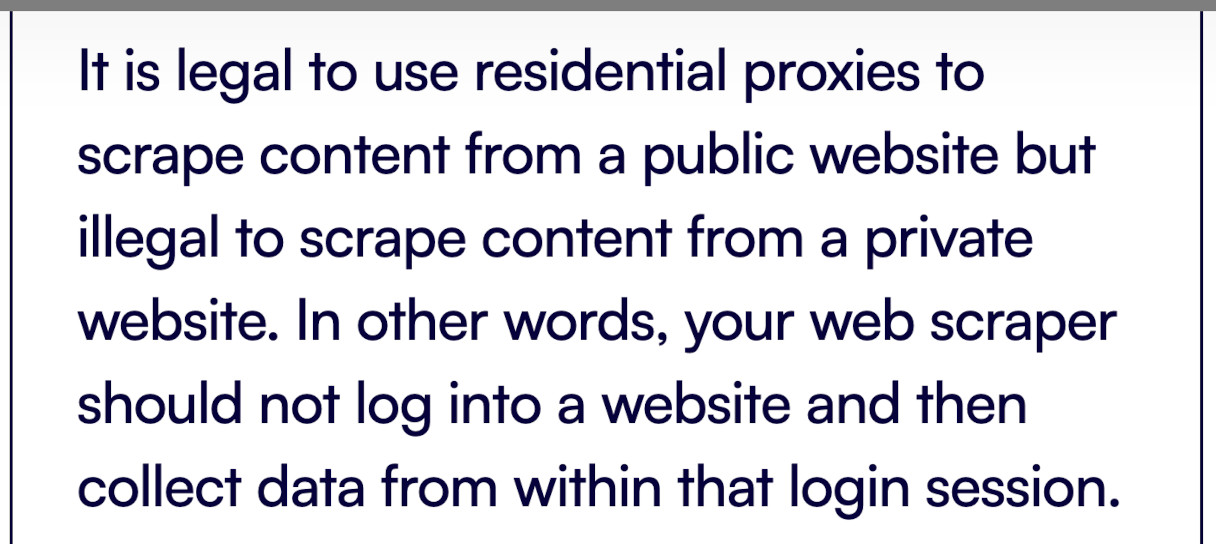 It is legal to use residential proxies to
scrape content from a public website but
illegal to scrape content from a private
website. In other words, your web scraper
should not log into a website and then
collect data from within that login session.